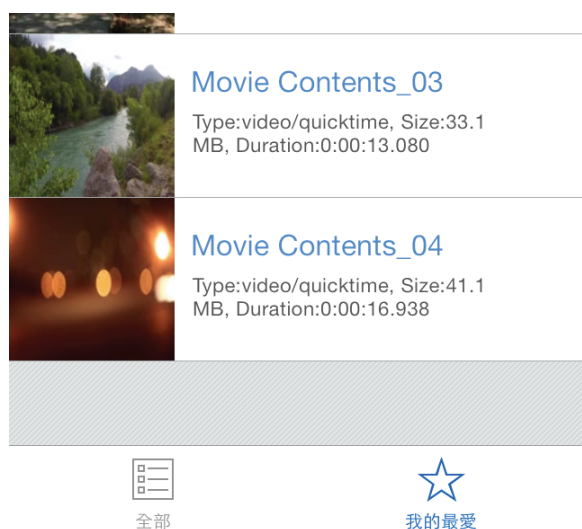 Movie Contents_03
Type:video/quicktime, Size:33.1
MB, Duration:0:00:13.080
Movie Contents_04
Type:video/quicktime, Size:41.1
MB, Duration:0:00:16.938
全部
我的最愛